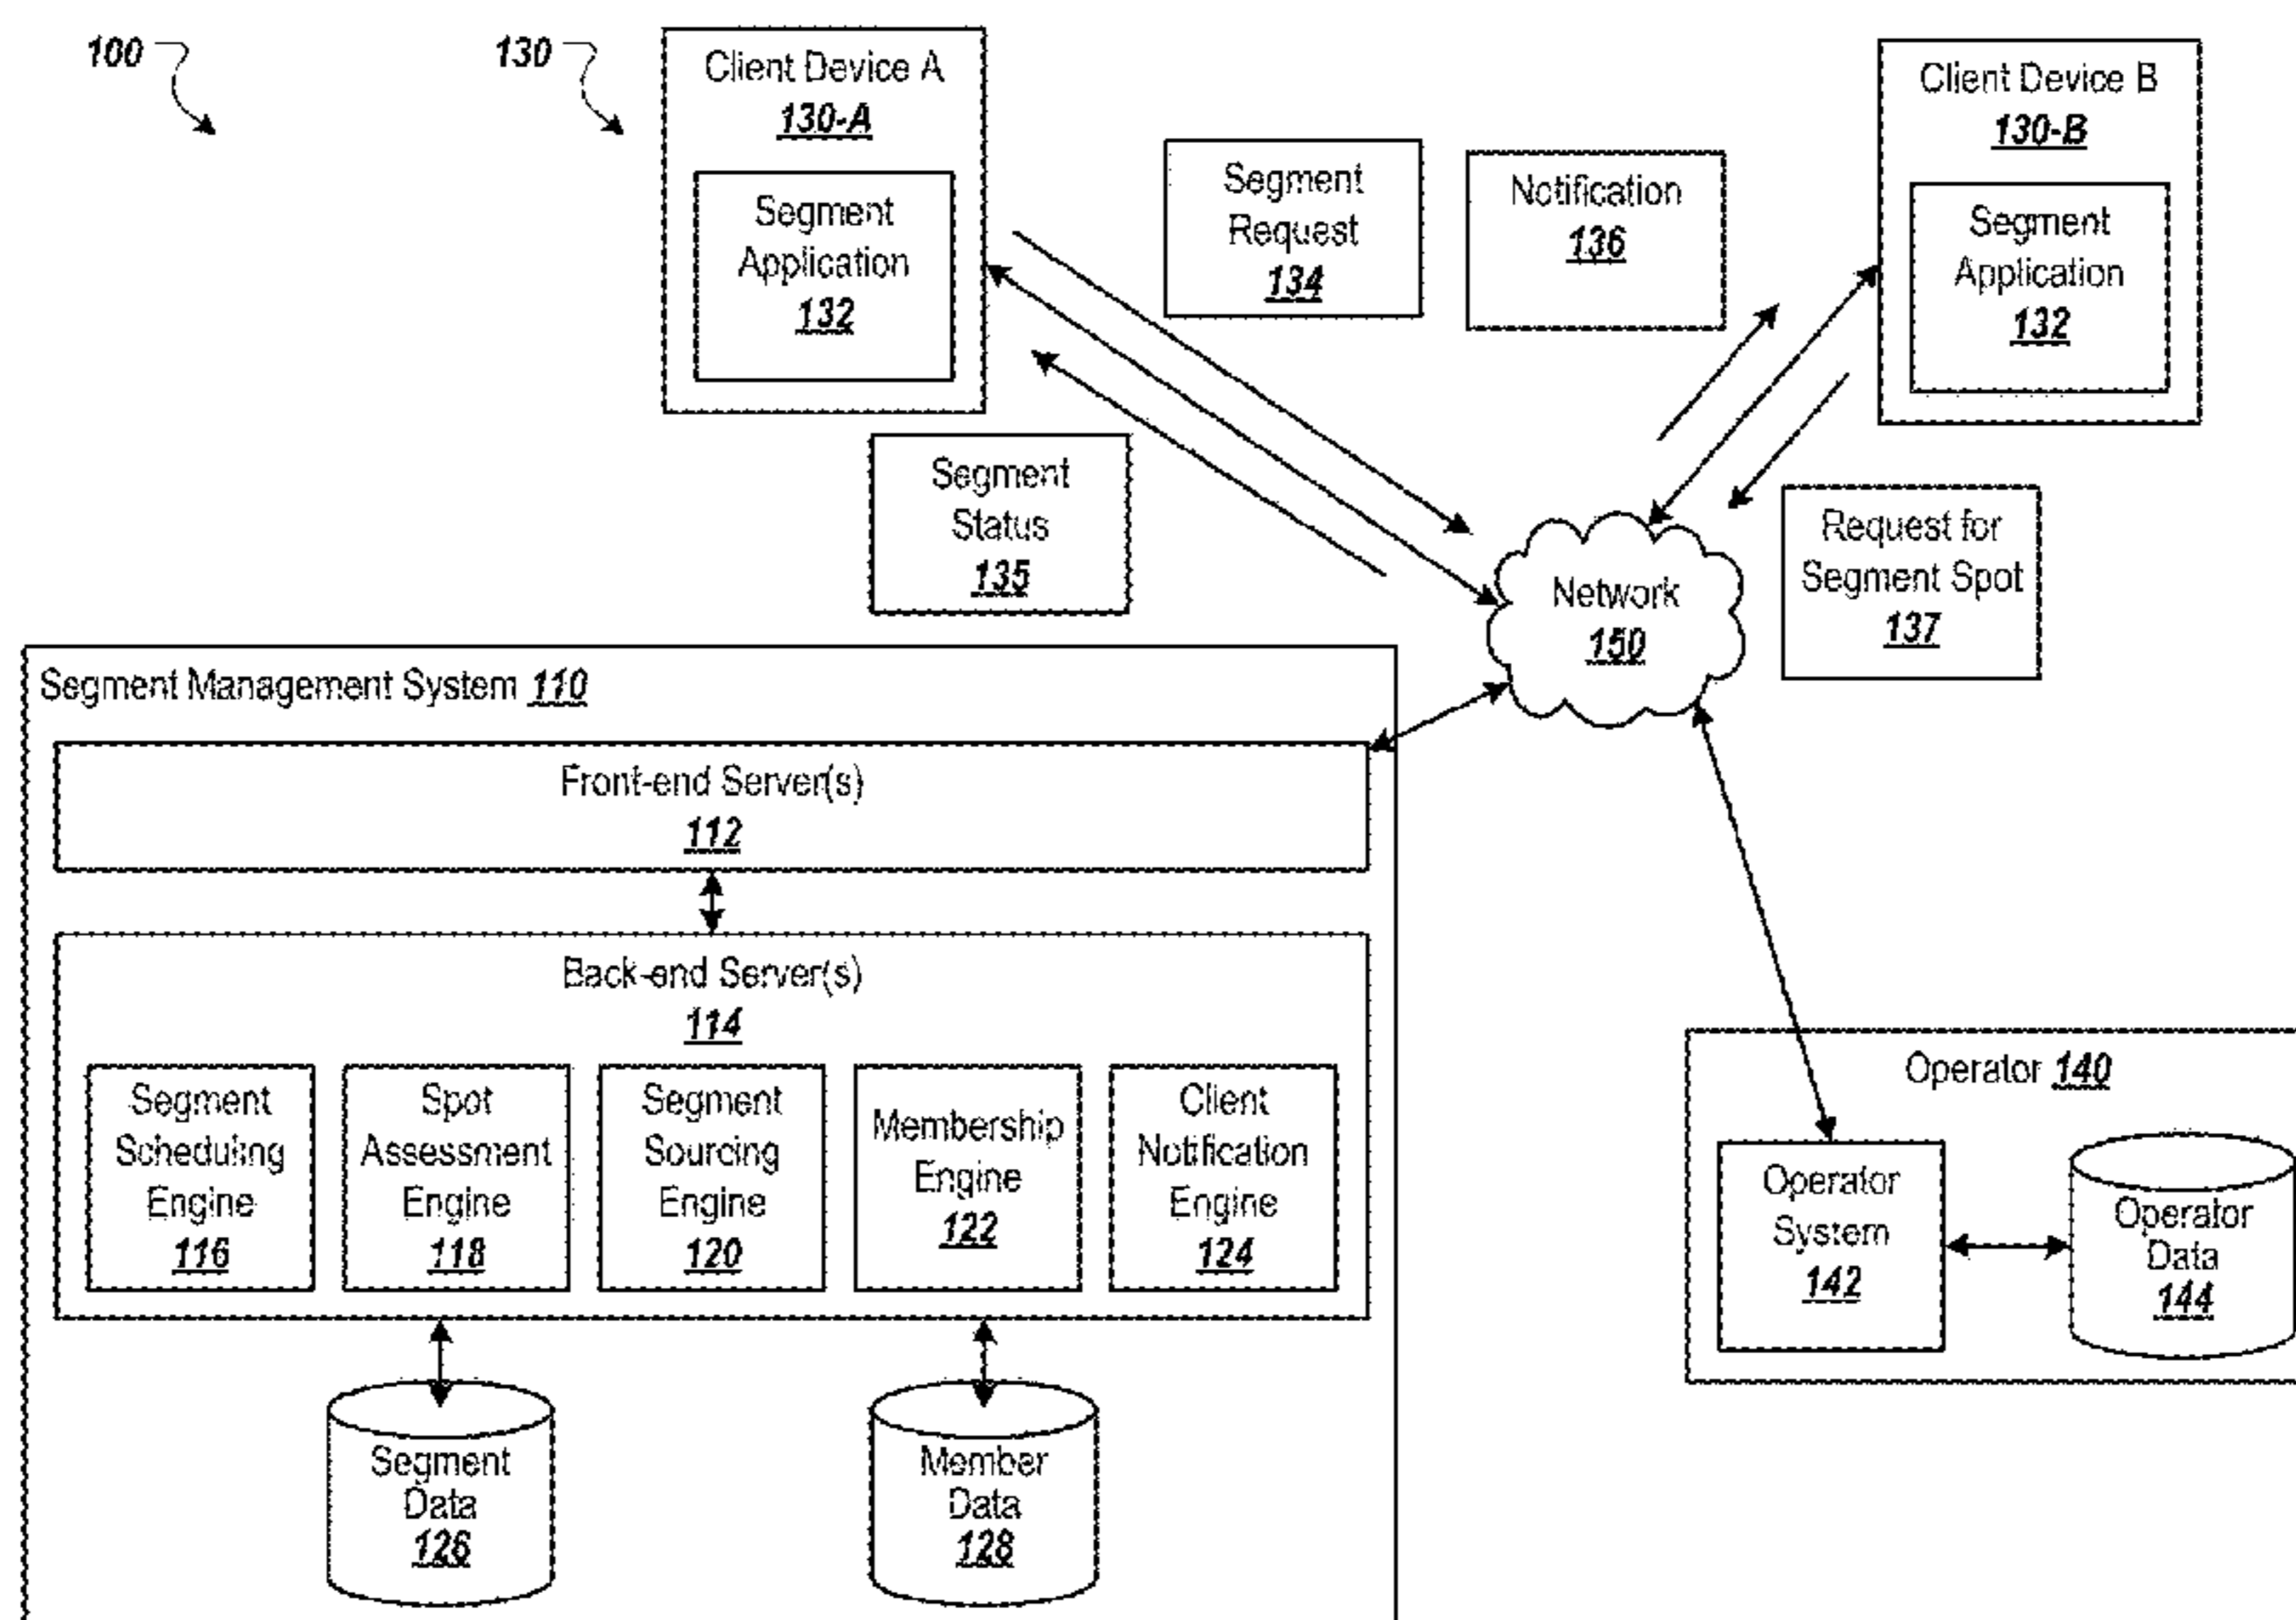 100
130
Client Device A
130-A
Segment
Application
132
Segment
Request
134
Notification
136
Client Device B
130-B
Segment
Application
132
Segment
Status
135
Network
150
Request for
Segment Spot
137
Segment Management System 110
Front-end Server(s)
112
Back-end Server(s)
114
Segment
Scheduling
Engine
116
Spot
Assessment
Engine
118
Segment
Sourcing
Engine
120
Membership
Engine
122
Client
Notification
Engine
124
Segment
Data
126
Member
Data
128
Operator 140
Operator
System
142
Operator
Data
144